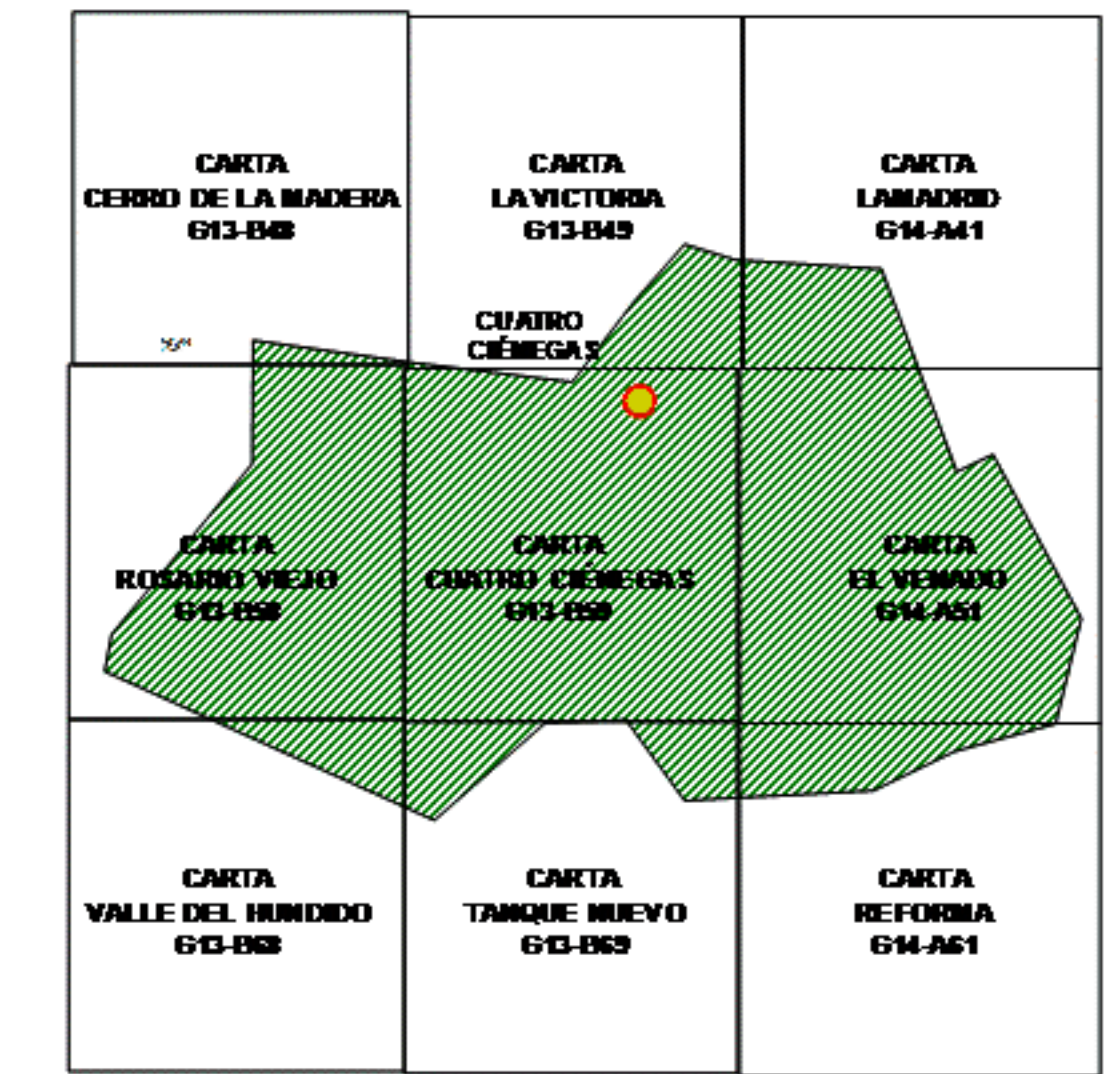 CARTA
CERRO DE LA MADERA
G13-B48
CARTA
LA VICTORIA
G13-B49
CARTA
LAMADRID
G14-A41
CUATRO
CIÉNEGAS
CARTA
ROSARIO VIEJO
G13-B58
CARTA
CUATRO CIÉNEGAS
G13-B59
CARTA
EL VENADO
G14-A51
CARTA
VALLE DEL HUNDIDO
G13-B68
CARTA
TANQUE NUEVO
G13-B69
CARTA
REFORMA
G14-A61